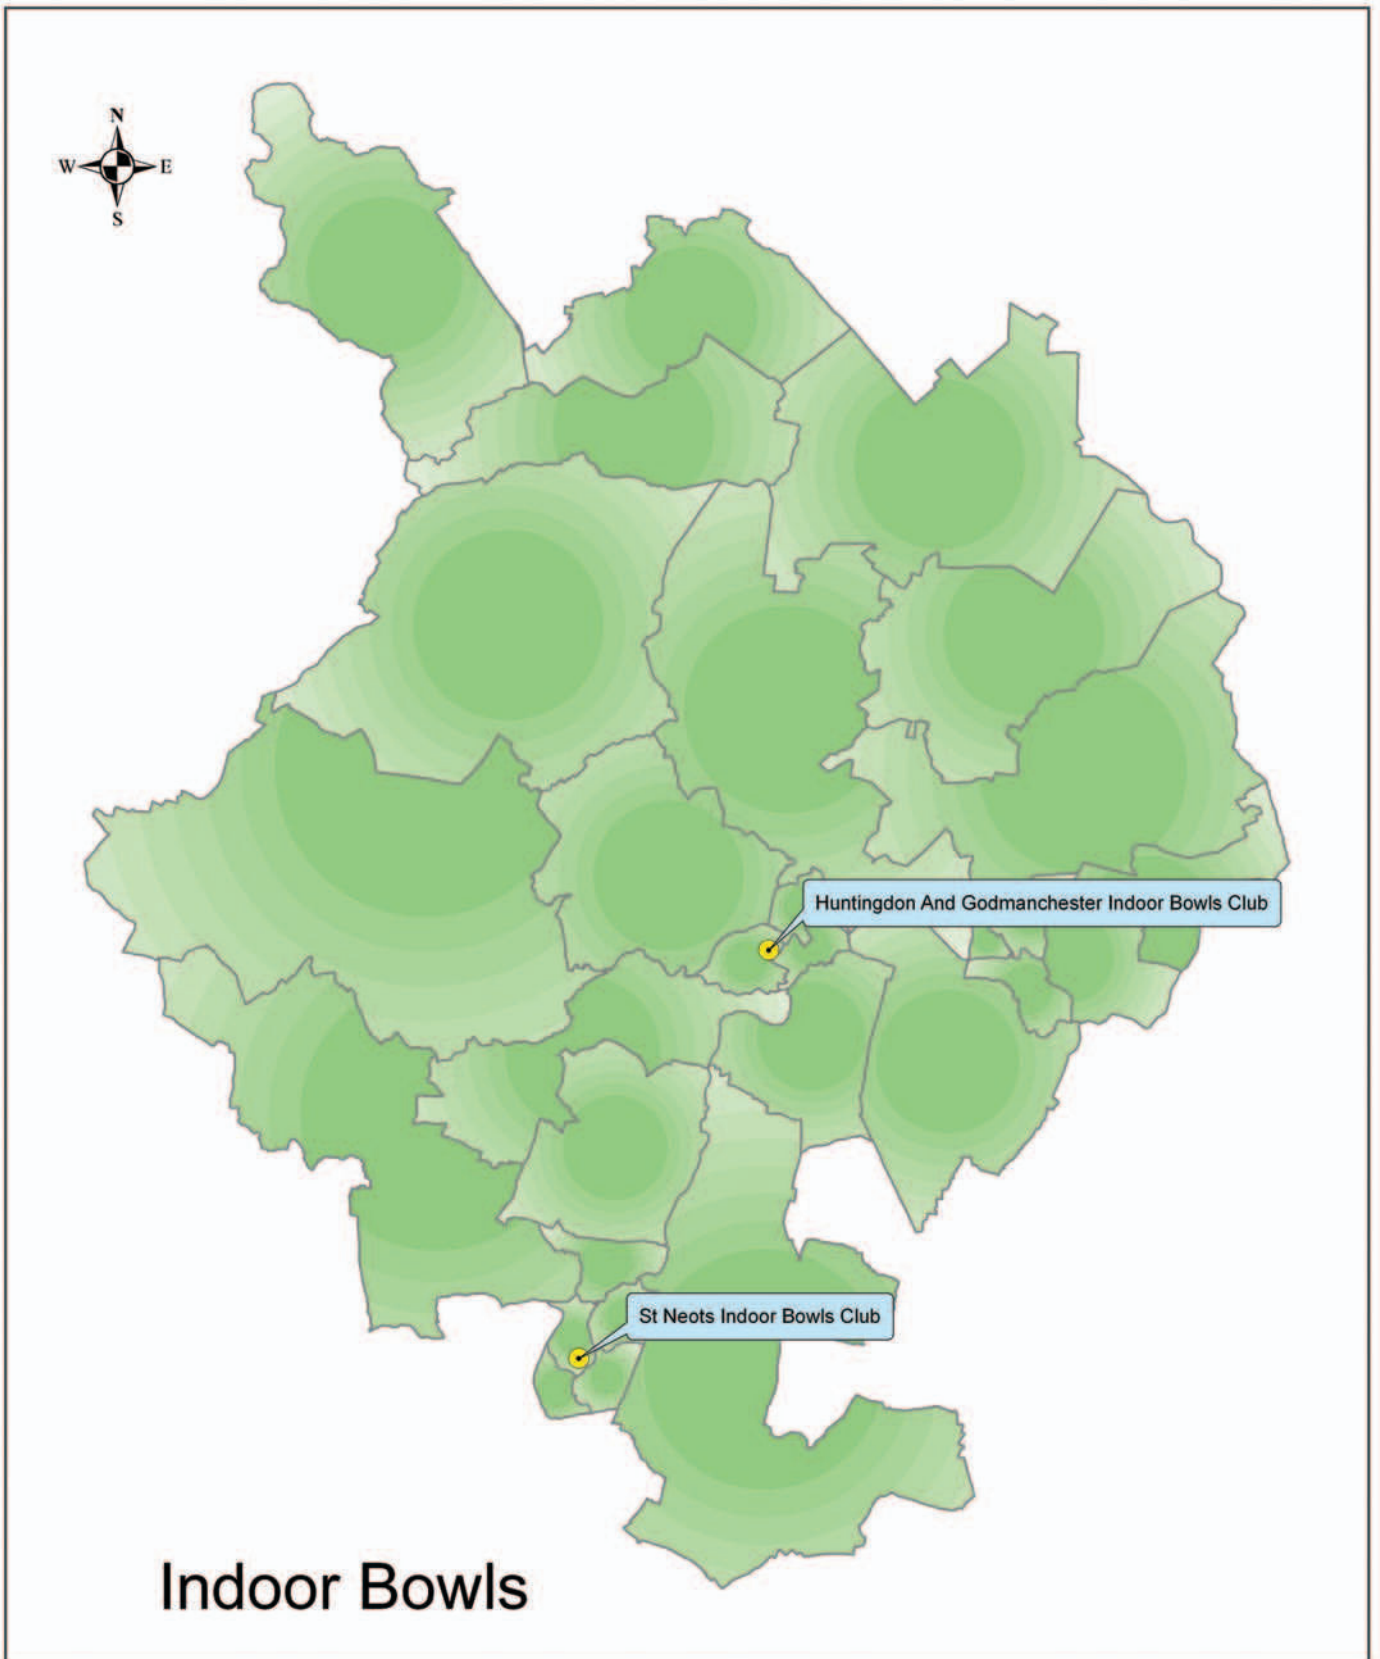 N
W E
S
Huntingdon And Godmanchester Indoor Bowls Club
St Neots Indoor Bowls Club
Indoor Bowls